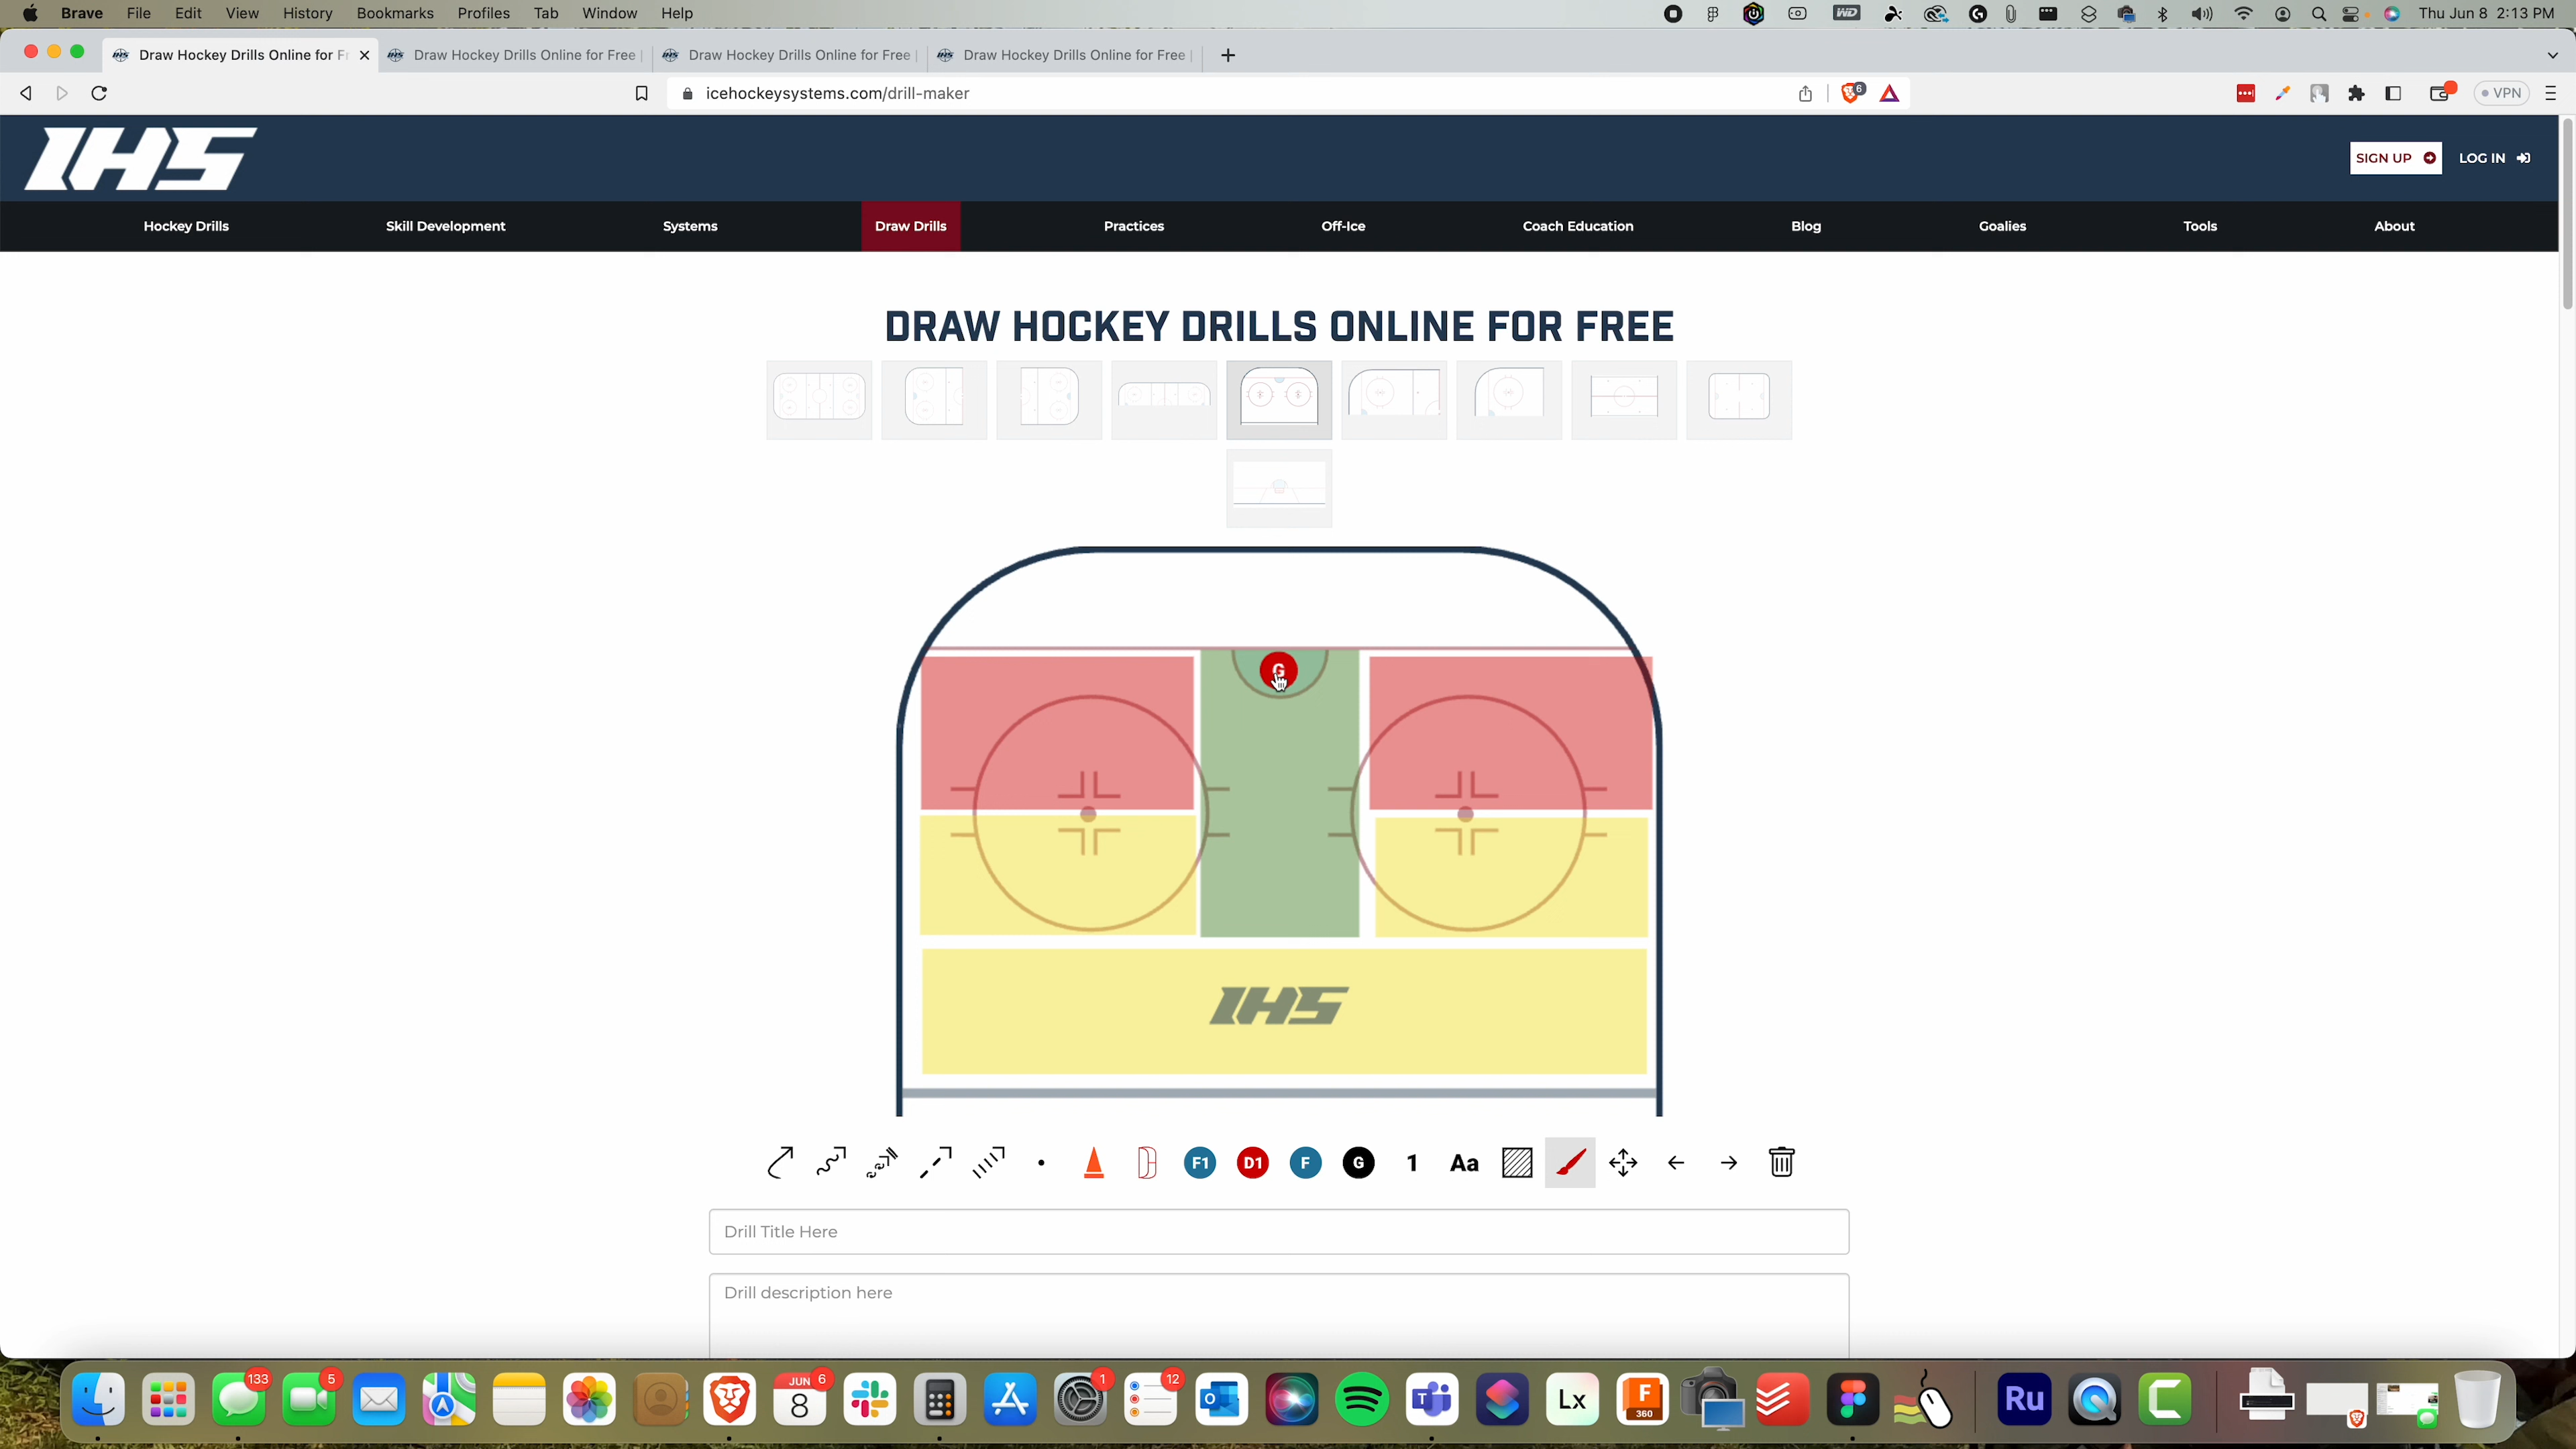 Brave File Edit View History Bookmarks Profiles Tab Window Help WD Thu Jun 8 2:13 PM
Draw Hockey Drills Online for Fr Draw Hockey Drills Online for Free | Draw Hockey Drills Online for Free | Draw Hockey Drills Online for Free |
icehockeysystems.com/drill-maker 6 VPN
IHS SIGN UP LOG IN
Hockey Drills Skill Development Systems Draw Drills Practices Off-Ice Coach Education Blog Goalies Tools About
DRAW HOCKEY DRILLS ONLINE FOR FREE
G
IHS
F1 D1 F G 1 Aa
Drill Title Here
Drill description here
133 5 JUN 8 6 1 12 Lx F 360 Ru